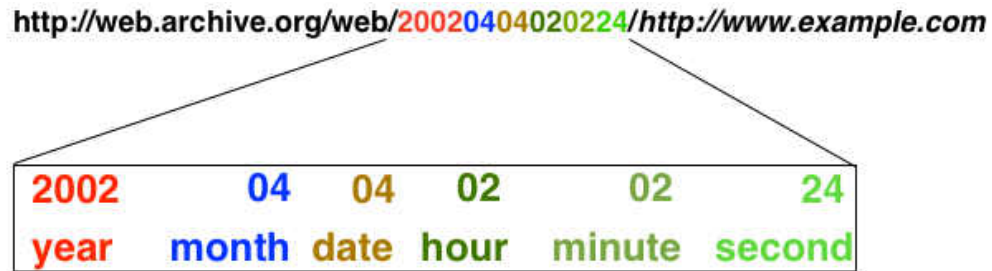 http://web.archive.org/web/20020404020224/http://www.example.com
2002 04 04 02 02 24
year month date hour minute second